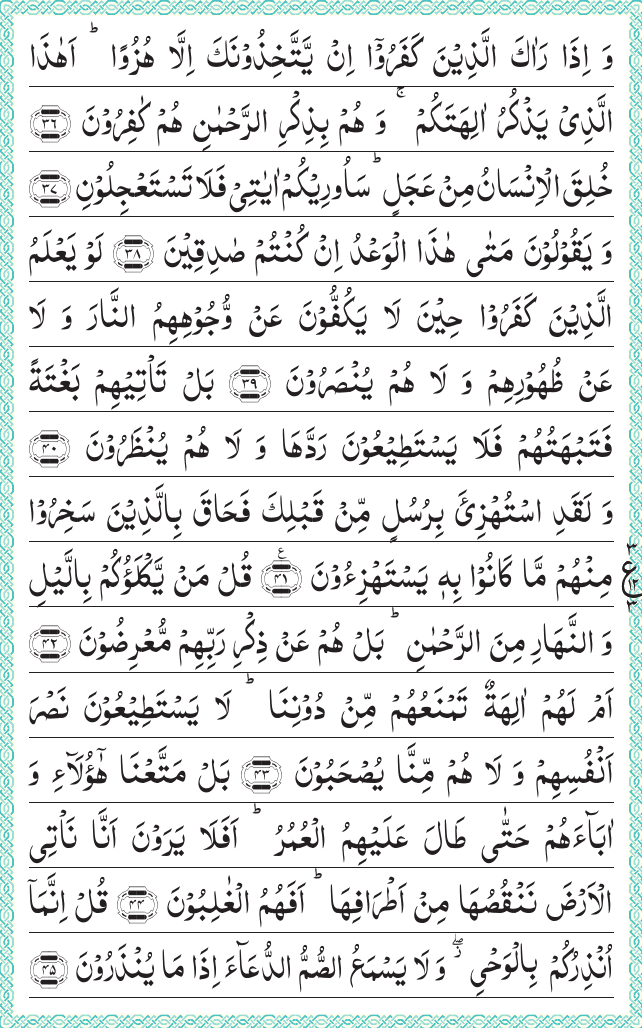 وَ اِذَا رَاٰكَ الَّذِیْنَ كَفَرُوْۤا اِنْ یَّتَّخِذُوْنَكَ اِلَّا هُزُوًا ؕ اَهٰذَا
الَّذِیْ یَذْكُرُ اٰلِهَتَكُمْ ۚ وَ هُمْ بِذِكْرِ الرَّحْمٰنِ هُمْ كٰفِرُوْنَ ﴿۳۶﴾
خُلِقَ الْاِنْسَانُ مِنْ عَجَلٍ ؕ سَاُورِیْكُمْ اٰیٰتِیْ فَلَا تَسْتَعْجِلُوْنِ ﴿۳۷﴾
وَ یَقُوْلُوْنَ مَتٰی هٰذَا الْوَعْدُ اِنْ كُنْتُمْ صٰدِقِیْنَ ﴿۳۸﴾ لَوْ یَعْلَمُ
الَّذِیْنَ كَفَرُوْا حِیْنَ لَا یَكُفُّوْنَ عَنْ وُّجُوْهِهِمُ النَّارَ وَ لَا
عَنْ ظُهُوْرِهِمْ وَ لَا هُمْ یُنْصَرُوْنَ ﴿۳۹﴾ بَلْ تَاْتِیْهِمْ بَغْتَةً
فَتَبْهَتُهُمْ فَلَا یَسْتَطِیْعُوْنَ رَدَّهَا وَ لَا هُمْ یُنْظَرُوْنَ ﴿۴۰﴾
وَ لَقَدِ اسْتُهْزِئَ بِرُسُلٍ مِّنْ قَبْلِكَ فَحَاقَ بِالَّذِیْنَ سَخِرُوْا
مِنْهُمْ مَّا كَانُوْا بِهٖ یَسْتَهْزِءُوْنَ ﴿۴۱﴾ ع قُلْ مَنْ یَّكْلَؤُكُمْ بِالَّیْلِ
۳ ع ۱۲ ۳
وَ النَّهَارِ مِنَ الرَّحْمٰنِ ؕ بَلْ هُمْ عَنْ ذِكْرِ رَبِّهِمْ مُّعْرِضُوْنَ ﴿۴۲﴾
اَمْ لَهُمْ اٰلِهَةٌ تَمْنَعُهُمْ مِّنْ دُوْنِنَا ؕ لَا یَسْتَطِیْعُوْنَ نَصْرَ
اَنْفُسِهِمْ وَ لَا هُمْ مِّنَّا یُصْحَبُوْنَ ﴿۴۳﴾ بَلْ مَتَّعْنَا هٰۤؤُلَآءِ وَ
اٰبَآءَهُمْ حَتّٰی طَالَ عَلَیْهِمُ الْعُمُرُ ؕ اَفَلَا یَرَوْنَ اَنَّا نَاْتِی
الْاَرْضَ نَنْقُصُهَا مِنْ اَطْرَافِهَا ؕ اَفَهُمُ الْغٰلِبُوْنَ ﴿۴۴﴾ قُلْ اِنَّمَاۤ
اُنْذِرُكُمْ بِالْوَحْیِ ۖ۫ وَ لَا یَسْمَعُ الصُّمُّ الدُّعَآءَ اِذَا مَا یُنْذَرُوْنَ ﴿۴۵﴾